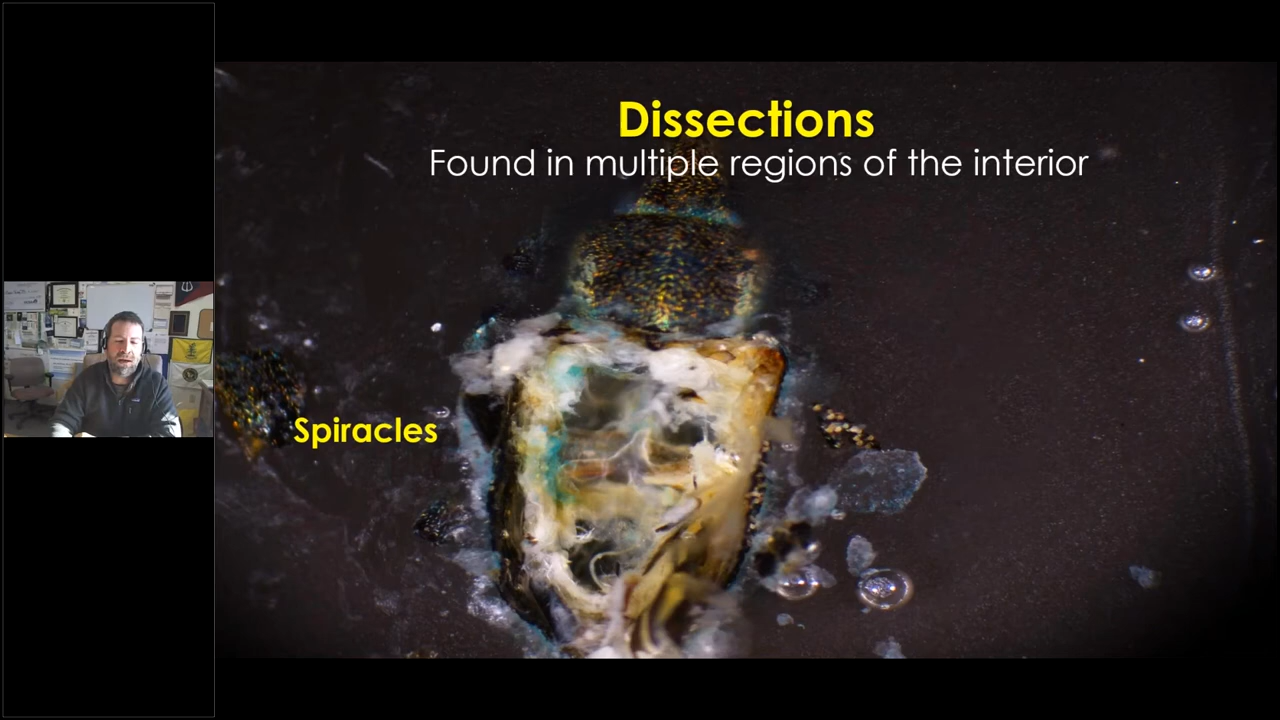 Dissections
Found in multiple regions of the interior
Spiracles